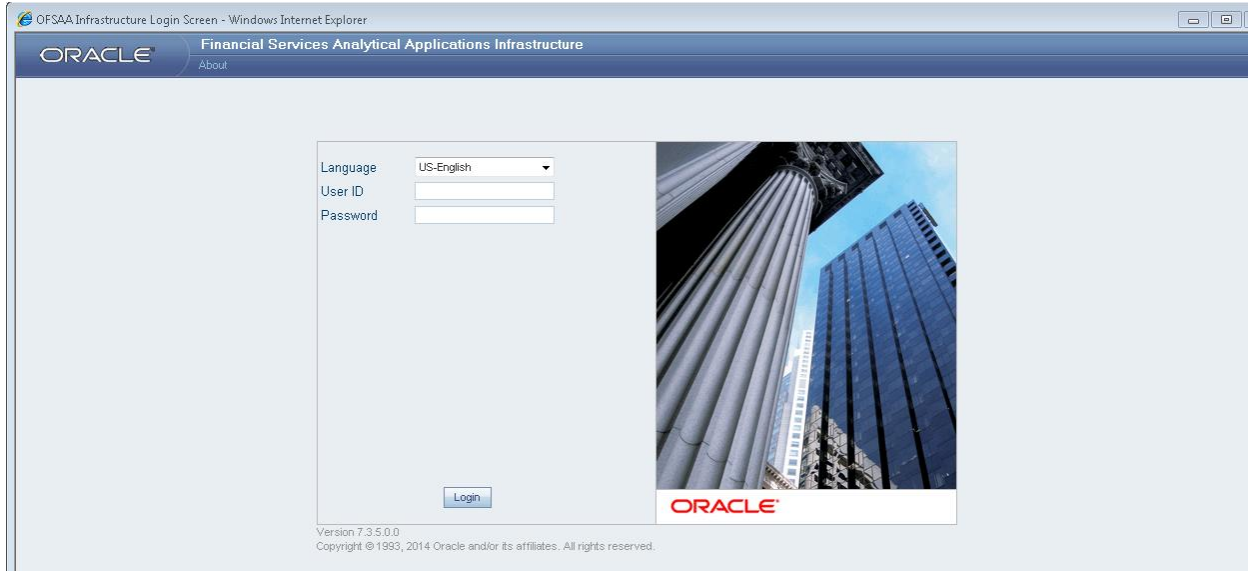 OFSAA Infrastructure Login Screen - Windows Internet Explorer
ORACLE
Financial Services Analytical Applications Infrastructure
About
Language US-English
User ID
Password
Login
ORACLE
Version 7.3.5.0.0
Copyright © 1993, 2014 Oracle and/or its affiliates. All rights reserved.